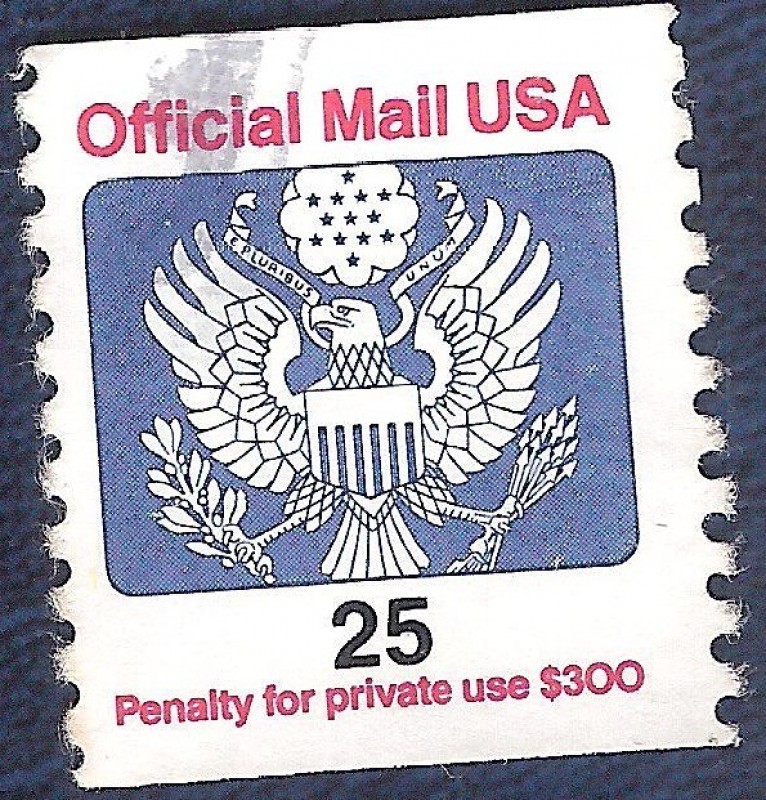 Official Mail USA
E PLURIBUS UNUM
25
Penalty for private use $300